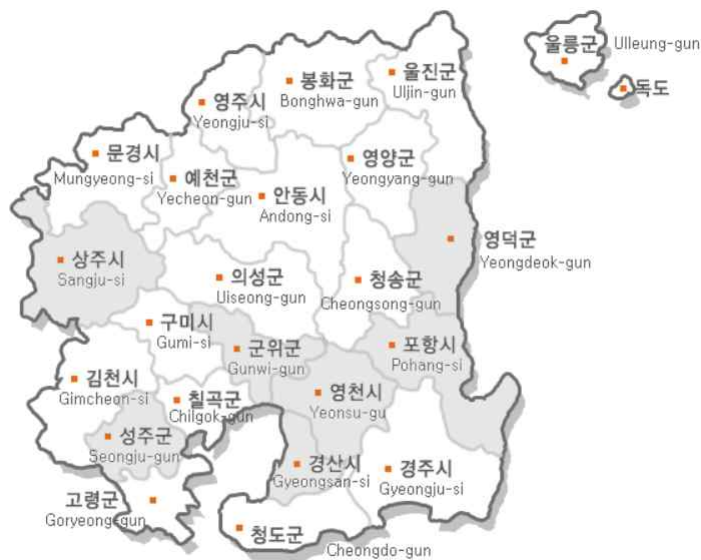 울릉군
Ulleung-gun
독도
울진군
Uljin-gun
봉화군
Bonghwa-gun
영주시
Yeongju-si
문경시
Mungyeong-si
예천군
Yecheon-gun
안동시
Andong-si
영양군
Yeongyang-gun
영덕군
Yeongdeok-gun
상주시
Sangju-si
의성군
Uiseong-gun
청송군
Cheongsong-gun
구미시
Gumi-si
군위군
Gunwi-gun
포항시
Pohang-si
김천시
Gimcheon-si
칠곡군
Chilgok-gun
영천시
Yeonsu-gu
성주군
Seongju-gun
경산시
Gyeongsan-si
경주시
Gyeongju-si
고령군
Goryeong-gun
청도군
Cheongdo-gun